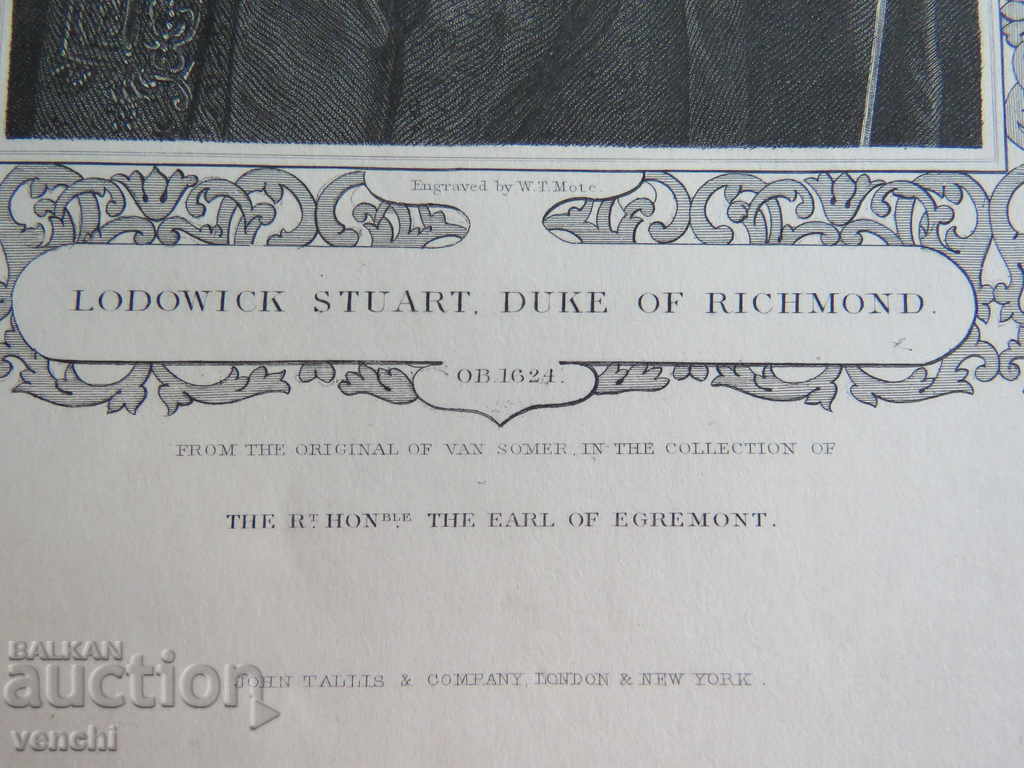 Engraved by W.T. Mote.
LODOWICK STUART, DUKE OF RICHMOND.
OB. 1624.
FROM THE ORIGINAL OF VAN SOMER, IN THE COLLECTION OF
THE RT HONBLE THE EARL OF EGREMONT.
JOHN TALLIS & COMPANY, LONDON & NEW YORK.
BALKAN
auction
venchi